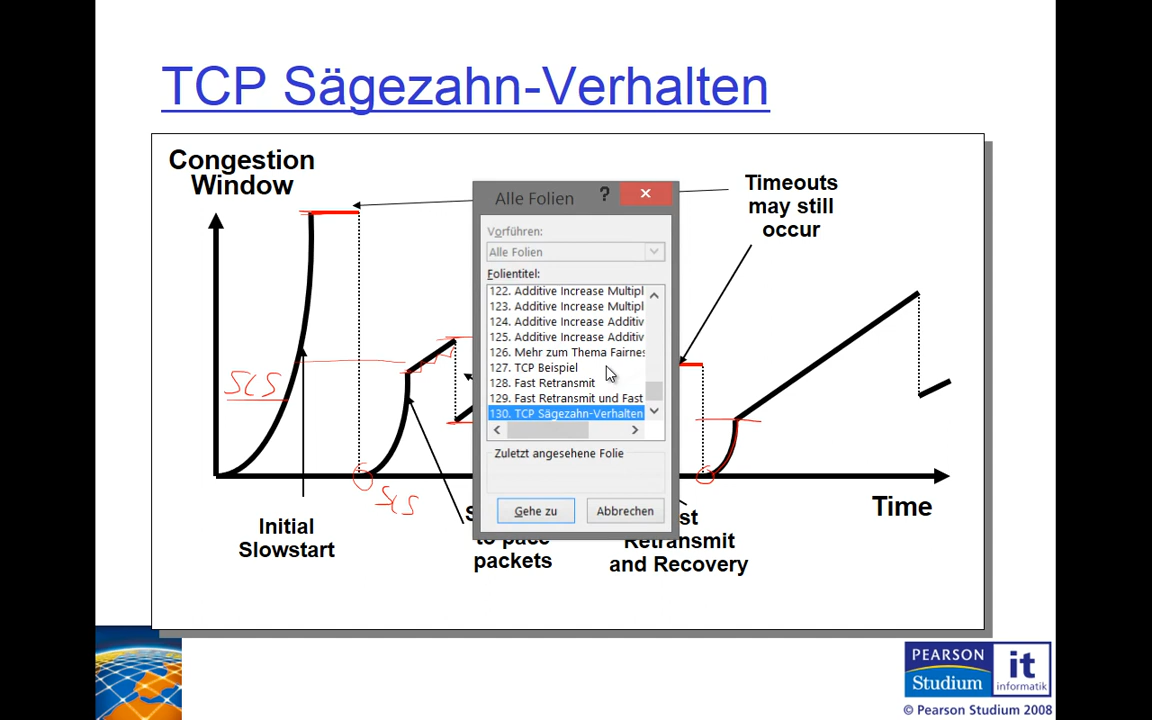 TCP Sägezahn-Verhalten
Congestion
Window
Timeouts
may still
occur
Alle Folien
?
Vorführen:
Alle Folien
Folientitel:
122. Additive Increase Multipl
123. Additive Increase Multipl
124. Additive Increase Additiv
125. Additive Increase Additiv
126. Mehr zum Thema Fairnes
127. TCP Beispiel
128. Fast Retransmit
129. Fast Retransmit und Fast
130. TCP Sägezahn-Verhalten
Zuletzt angesehene Folie
Gehe zu
Abbrechen
Time
Initial
Slowstart
S
to pace
packets
st
Retransmit
and Recovery
PEARSON
Studium
it
informatik
© Pearson Studium 2008